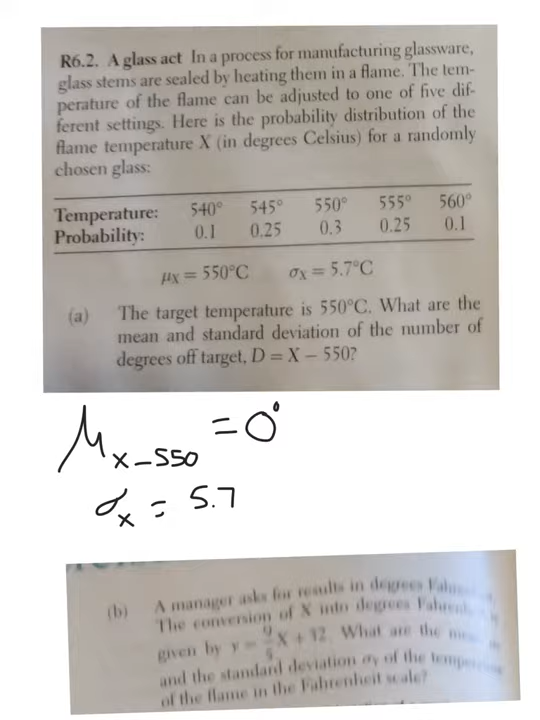 R6.2. A glass act In a process for manufacturing glassware,
glass stems are sealed by heating them in a flame. The tem-
perature of the flame can be adjusted to one of five dif-
ferent settings. Here is the probability distribution of the
flame temperature X (in degrees Celsius) for a randomly
chosen glass:
Temperature: 540° 545° 550° 555° 560°
Probability: 0.1 0.25 0.3 0.25 0.1
μX = 550°C σX = 5.7°C
(a) The target temperature is 550°C. What are the
mean and standard deviation of the number of
degrees off target, D = X – 550?
μ x–550 = 0°
σx = 5.7
(b) A manager asks for results in degrees
The conversion of X into degrees
given by y = 9/5 X + 32. What are the
and the standard deviation σY of the
of the flame in the Fahrenheit scale?